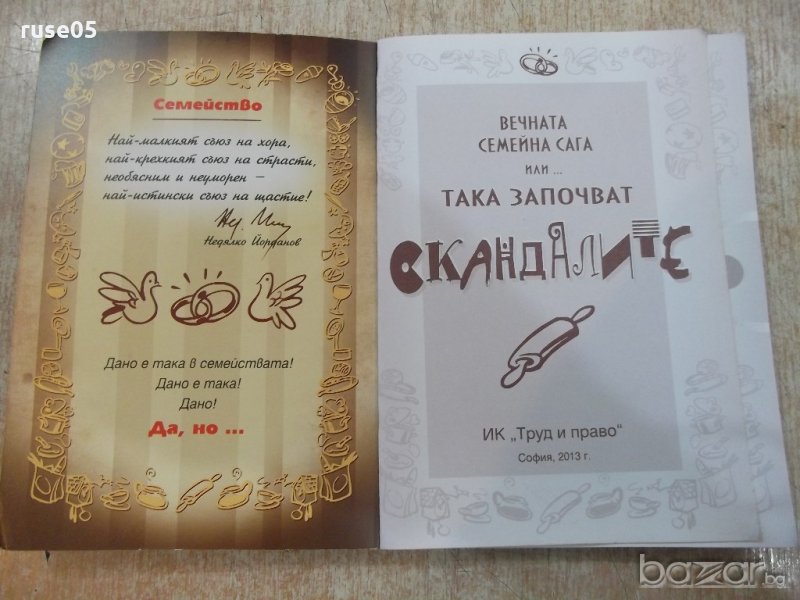 ruse05
Семейство
Най-малкият съюз на хора,
най-крехкият съюз на страсти,
необясним и неуморен –
най-истински съюз на щастие!
Недялко Йорданов
Дано е така в семействата!
Дано е така!
Дано!
Да, но ...
ВЕЧНАТА
СЕМЕЙНА САГА
ИЛИ ...
ТАКА ЗАПОЧВАТ
СКАНДАЛИТЕ
ИК „Труд и право“
София, 2013 г.
bazar.bg